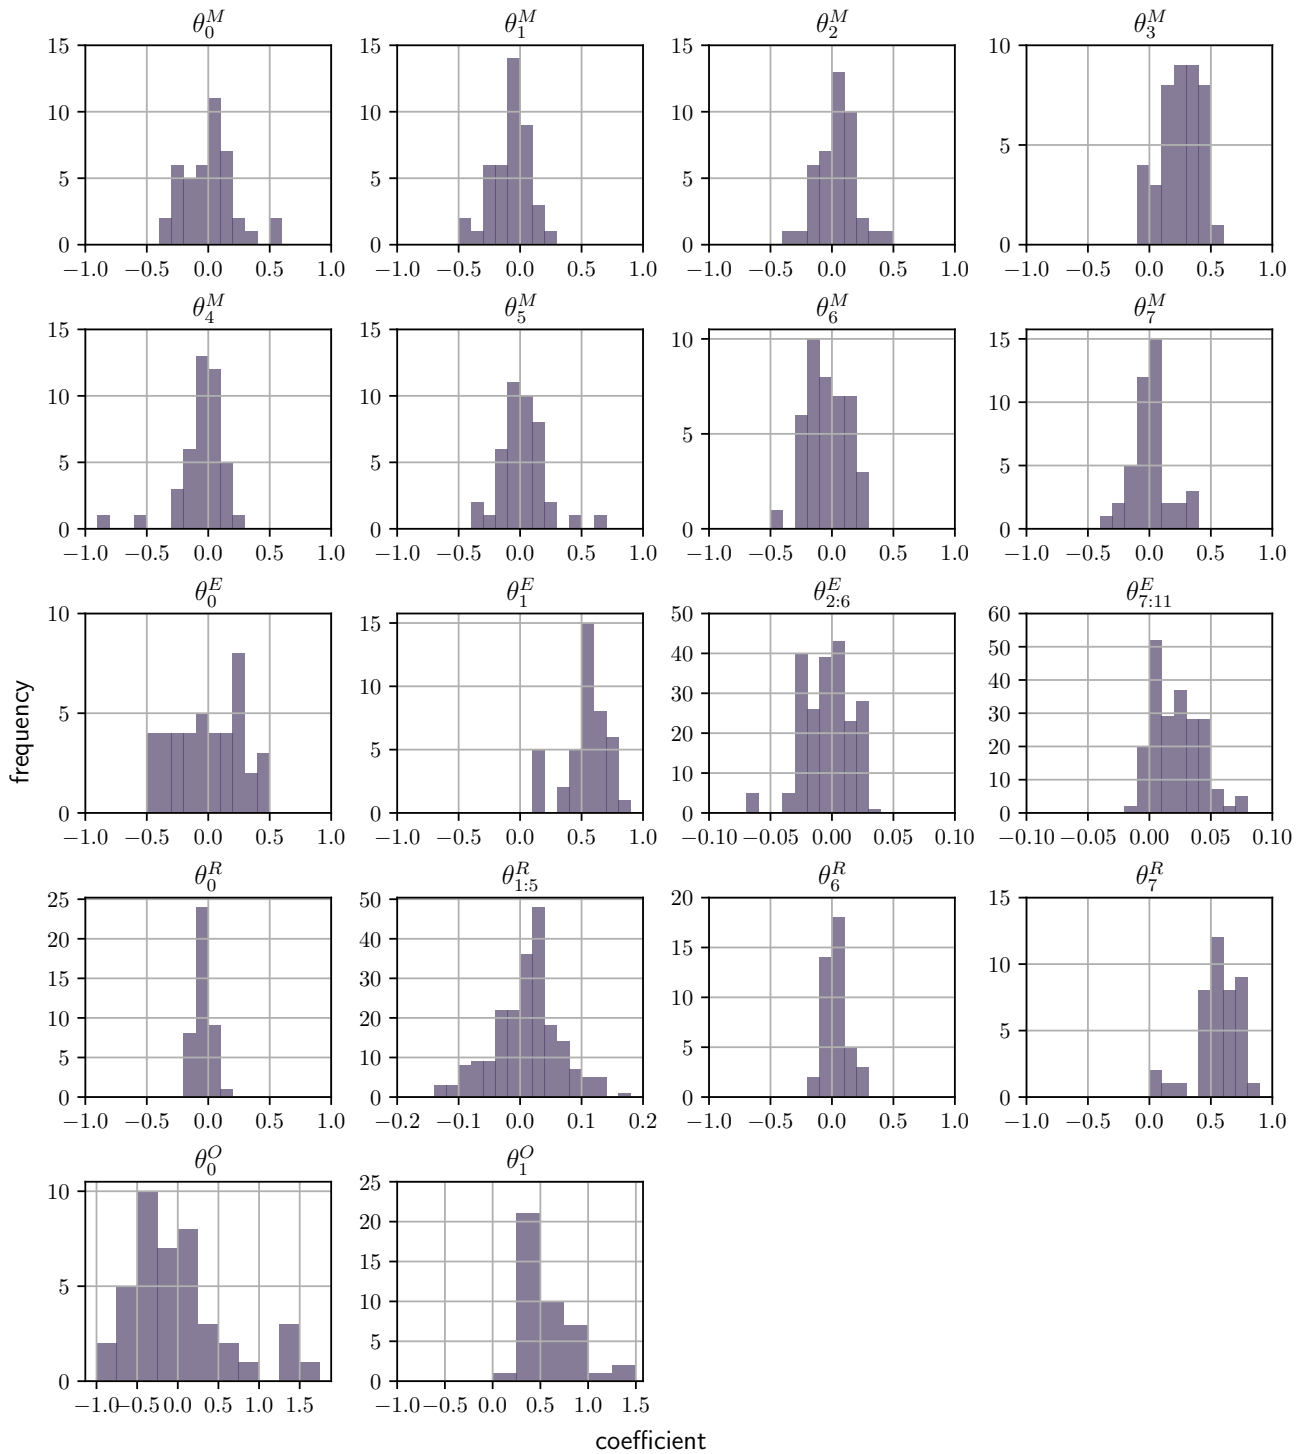 θ_0^M θ_1^M θ_2^M θ_3^M
15 10 5 0 15 10 5 0 15 10 5 0 10 5 0
−1.0 −0.5 0.0 0.5 1.0 −1.0 −0.5 0.0 0.5 1.0 −1.0 −0.5 0.0 0.5 1.0 −1.0 −0.5 0.0 0.5 1.0
θ_4^M θ_5^M θ_6^M θ_7^M
15 10 5 0 15 10 5 0 10 5 0 15 10 5 0
−1.0 −0.5 0.0 0.5 1.0 −1.0 −0.5 0.0 0.5 1.0 −1.0 −0.5 0.0 0.5 1.0 −1.0 −0.5 0.0 0.5 1.0
θ_0^E θ_1^E θ_{2:6}^E θ_{7:11}^E
frequency
10 5 0 15 10 5 0 50 40 30 20 10 0 60 50 40 30 20 10 0
−1.0 −0.5 0.0 0.5 1.0 −1.0 −0.5 0.0 0.5 1.0 −0.10 −0.05 0.00 0.05 0.10 −0.10 −0.05 0.00 0.05 0.10
θ_0^R θ_{1:5}^R θ_6^R θ_7^R
25 20 15 10 5 0 50 40 30 20 10 0 20 15 10 5 0 15 10 5 0
−1.0 −0.5 0.0 0.5 1.0 −0.2 −0.1 0.0 0.1 0.2 −1.0 −0.5 0.0 0.5 1.0 −1.0 −0.5 0.0 0.5 1.0
θ_0^O θ_1^O
10 5 0 25 20 15 10 5 0
−1.0 −0.5 0.0 0.5 1.0 1.5 −1.0 −0.5 0.0 0.5 1.0 1.5
coefficient